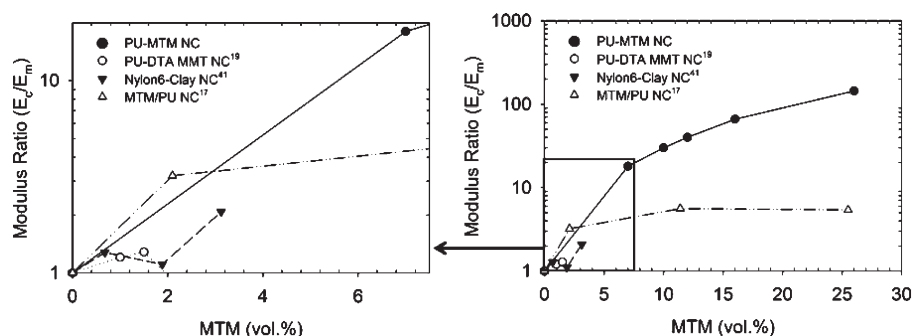 PU-MTM NC
PU-DTA MMT NC19
Nylon6-Clay NC41
MTM/PU NC17
10
1
Modulus Ratio (Ec/Em)
0 2 4 6
MTM (vol.%)
1000
100
10
1
Modulus Ratio (Ec/Em)
PU-MTM NC
PU-DTA MMT NC19
Nylon6-Clay NC41
MTM/PU NC17
0 5 10 15 20 25 30
MTM (vol.%)